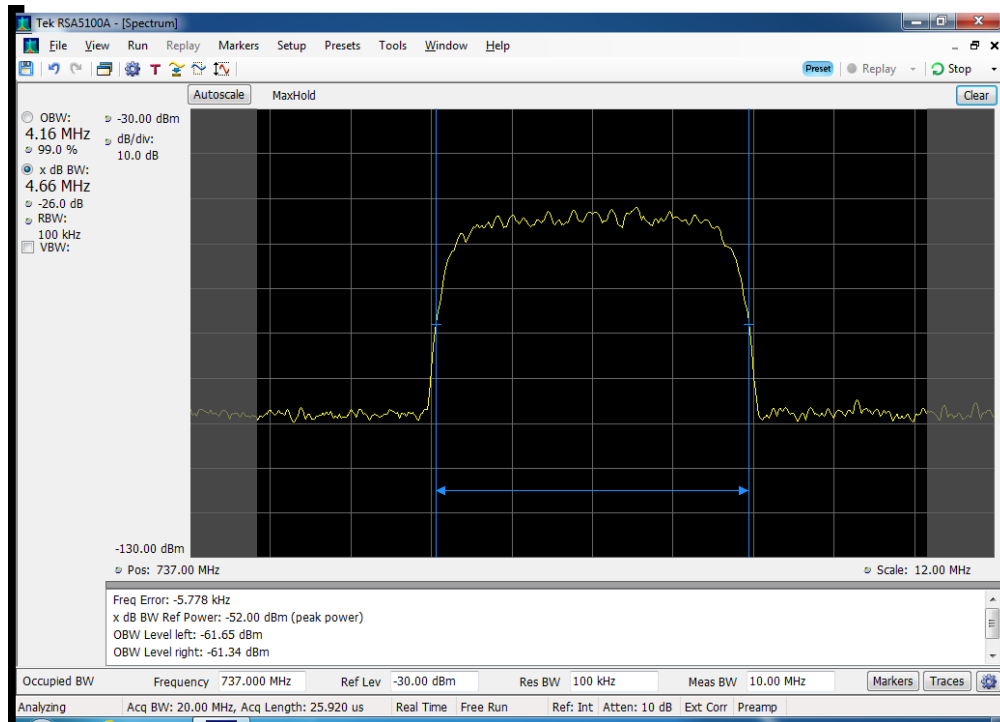 Tek RSA5100A - [Spectrum]
File View Run Replay Markers Setup Presets Tools Window Help
T Preset Replay Stop
Autoscale MaxHold Clear
OBW:
4.16 MHz
99.0 %
x dB BW:
4.66 MHz
-26.0 dB
RBW:
100 kHz
VBW:
-30.00 dBm
dB/div:
10.0 dB
-130.00 dBm
Pos: 737.00 MHz Scale: 12.00 MHz
Freq Error: -5.778 kHz
x dB BW Ref Power: -52.00 dBm (peak power)
OBW Level left: -61.65 dBm
OBW Level right: -61.34 dBm
Occupied BW Frequency 737.000 MHz Ref Lev -30.00 dBm Res BW 100 kHz Meas BW 10.00 MHz Markers Traces
Analyzing Acq BW: 20.00 MHz, Acq Length: 25.920 us Real Time Free Run Ref: Int Atten: 10 dB Ext Corr Preamp